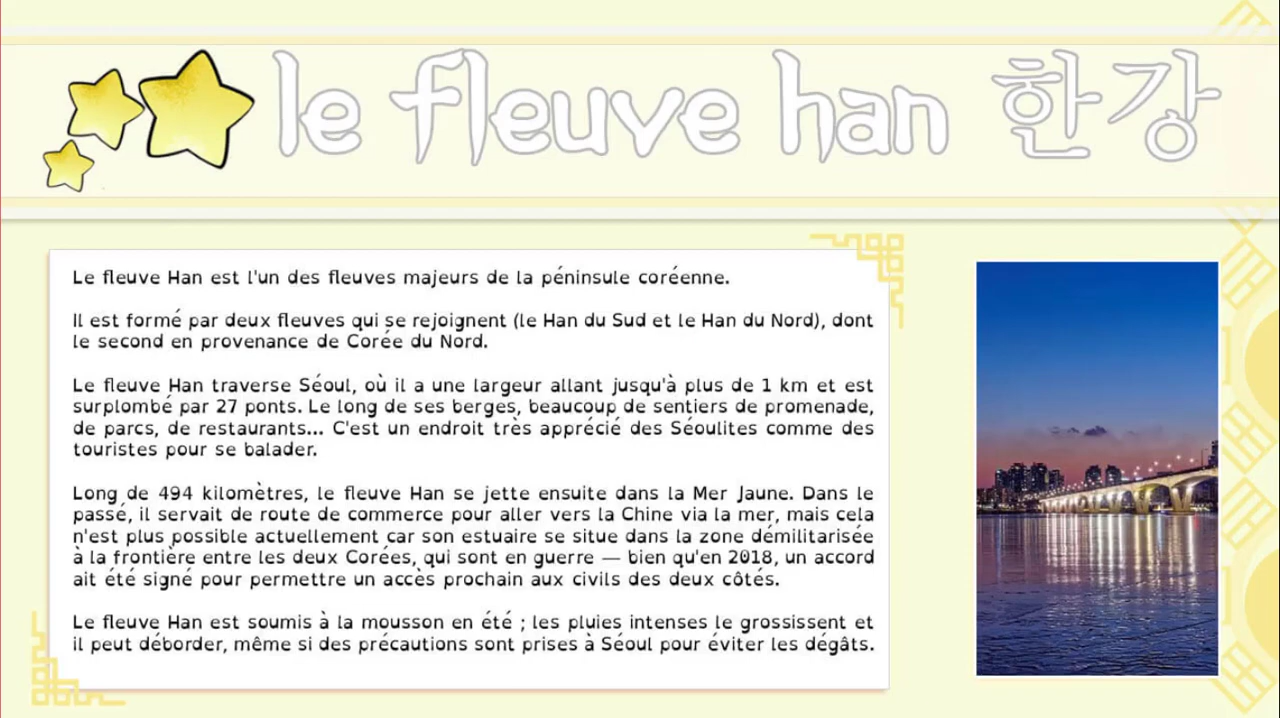 le fleuve han 한강
Le fleuve Han est l'un des fleuves majeurs de la péninsule coréenne.
Il est formé par deux fleuves qui se rejoignent (le Han du Sud et le Han du Nord), dont
le second en provenance de Corée du Nord.
Le fleuve Han traverse Séoul, où il a une largeur allant jusqu'à plus de 1 km et est
surplombé par 27 ponts. Le long de ses berges, beaucoup de sentiers de promenade,
de parcs, de restaurants... C'est un endroit très apprécié des Séoulites comme des
touristes pour se balader.
Long de 494 kilomètres, le fleuve Han se jette ensuite dans la Mer Jaune. Dans le
passé, il servait de route de commerce pour aller vers la Chine via la mer, mais cela
n'est plus possible actuellement car son estuaire se situe dans la zone démilitarisée
à la frontière entre les deux Corées, qui sont en guerre — bien qu'en 2018, un accord
ait été signé pour permettre un accès prochain aux civils des deux côtés.
Le fleuve Han est soumis à la mousson en été ; les pluies intenses le grossissent et
il peut déborder, même si des précautions sont prises à Séoul pour éviter les dégâts.